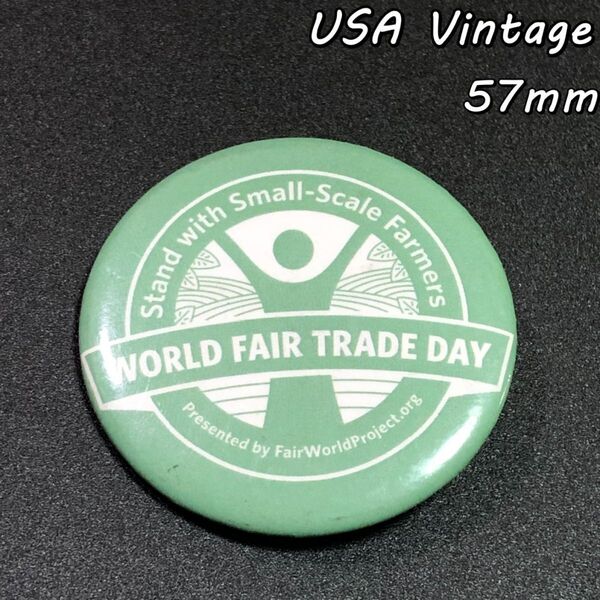 USA Vintage
57mm
Stand with Small-Scale Farmers
WORLD FAIR TRADE DAY
Presented by FairWorldProject.org